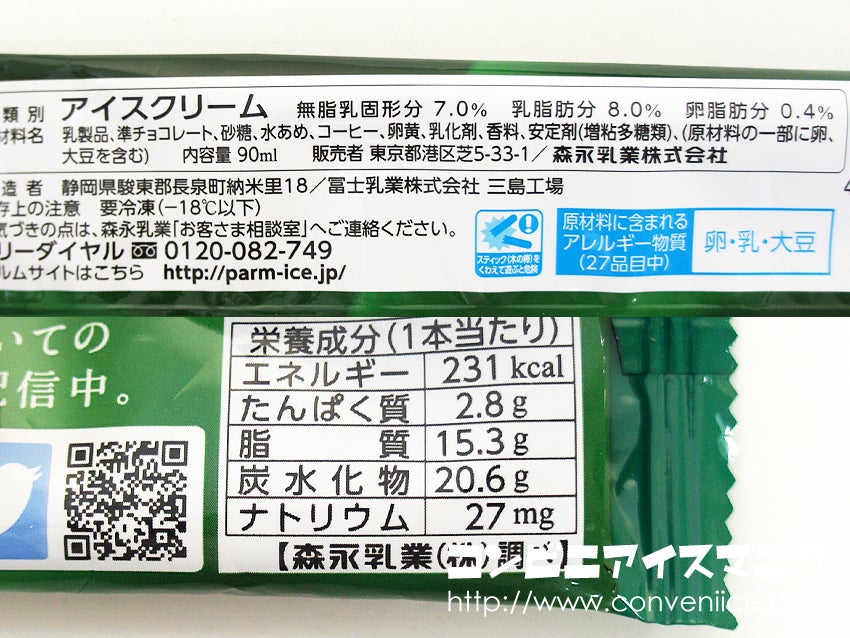 類別 アイスクリーム 無脂乳固形分 7.0% 乳脂肪分 8.0% 卵脂肪分 0.4%
材料名 乳製品、準チョコレート、砂糖、水あめ、コーヒー、卵黄、乳化剤、香料、安定剤(増粘多糖類)、(原材料の一部に卵、
大豆を含む) 内容量 90ml 販売者 東京都港区芝5-33-1／森永乳業株式会社
造者 静岡県駿東郡長泉町納米里18／冨士乳業株式会社 三島工場
存上の注意 要冷凍(−18℃以下)
気づきの点は、森永乳業「お客さま相談室」へご連絡ください。
リーダイヤル 0120-082-749
ルムサイトはこちら http://parm-ice.jp/
スティック(木の棒)を
くわえて遊ぶと危険
原材料に含まれる
アレルギー物質
(27品目中)
卵・乳・大豆
いての
配信中。
栄養成分(1本当たり)
エネルギー 231 kcal
たんぱく質 2.8 g
脂質 15.3 g
炭水化物 20.6 g
ナトリウム 27 mg
【森永乳業(株)調べ】
コンビニアイスマニア
http://www.conveniice.com